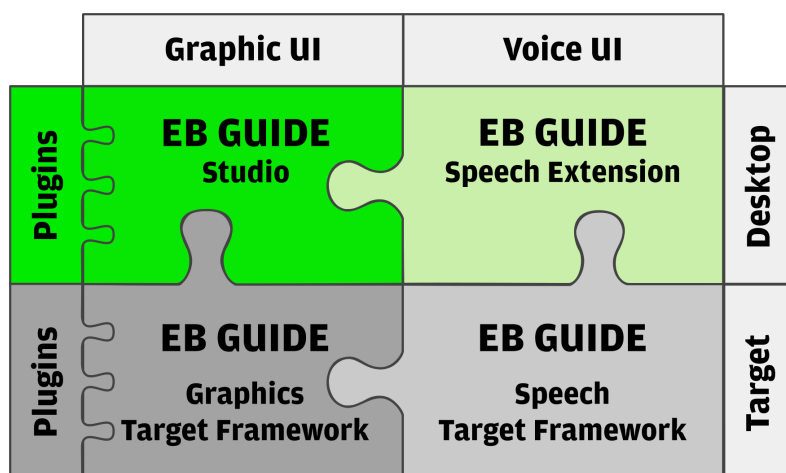 Graphic UI
Voice UI
Plugins
EB GUIDE
Studio
EB GUIDE
Speech Extension
Desktop
Plugins
EB GUIDE
Graphics
Target Framework
EB GUIDE
Speech
Target Framework
Target